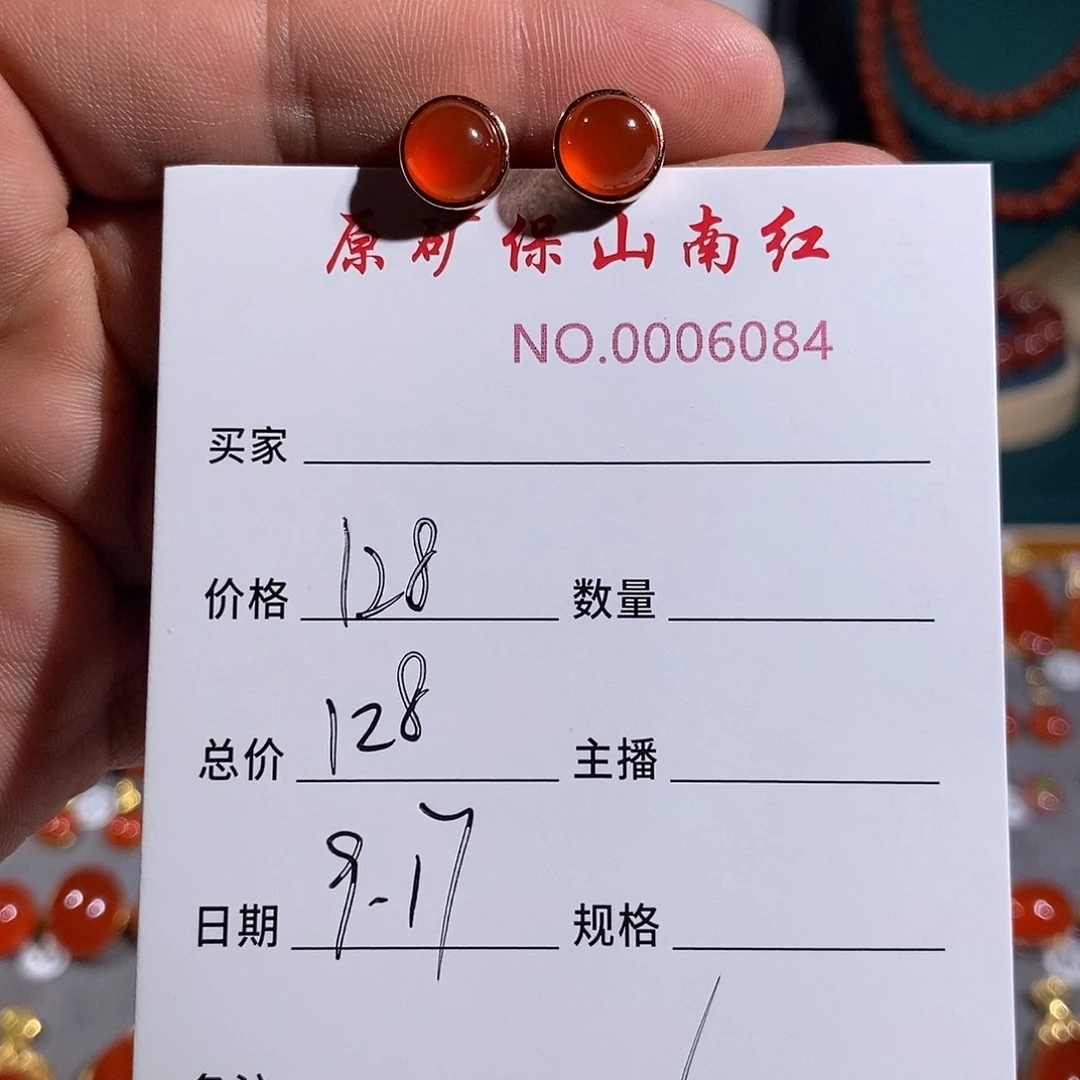 原矿保山南红
NO.0006084
买家
价格 128 数量
总价 128 主播
日期 9-17 规格